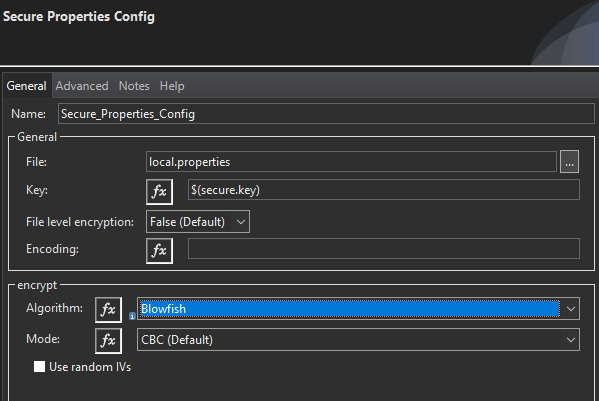 Secure Properties Config
General Advanced Notes Help
Name: Secure_Properties_Config
General
File: local.properties ...
Key: fx $(secure.key)
File level encryption: False (Default)
Encoding: fx
encrypt
Algorithm: fx Blowfish
Mode: fx CBC (Default)
Use random IVs